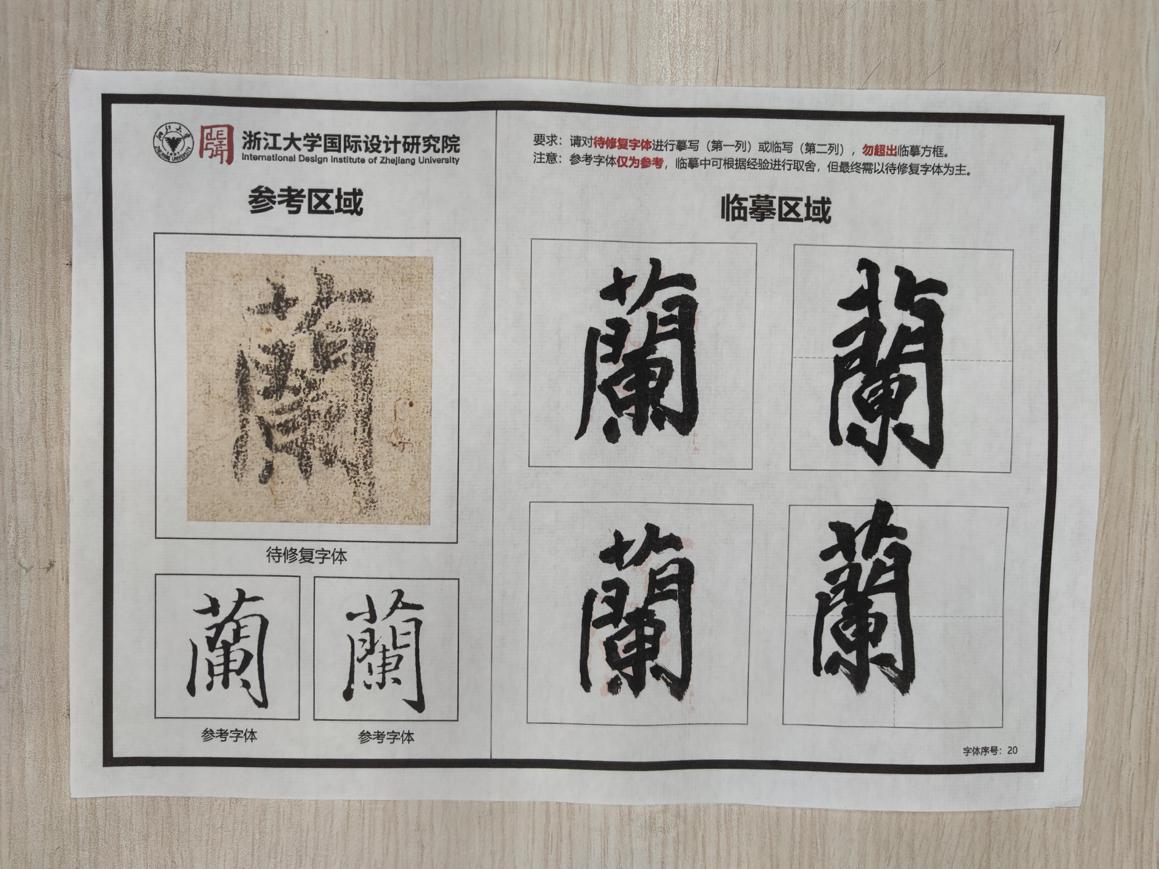 浙江大学国际设计研究院
International Design Institute of Zhejiang University
参考区域
蘭
待修复字体
蘭
蘭
参考字体
参考字体
要求：请对待修复字体进行摹写（第一列）或临写（第二列），勿超出临摹方框。
注意：参考字体仅为参考，临摹中可根据经验进行取舍，但最终需以待修复字体为主。
临摹区域
蘭
蘭
蘭
蘭
字体序号：20